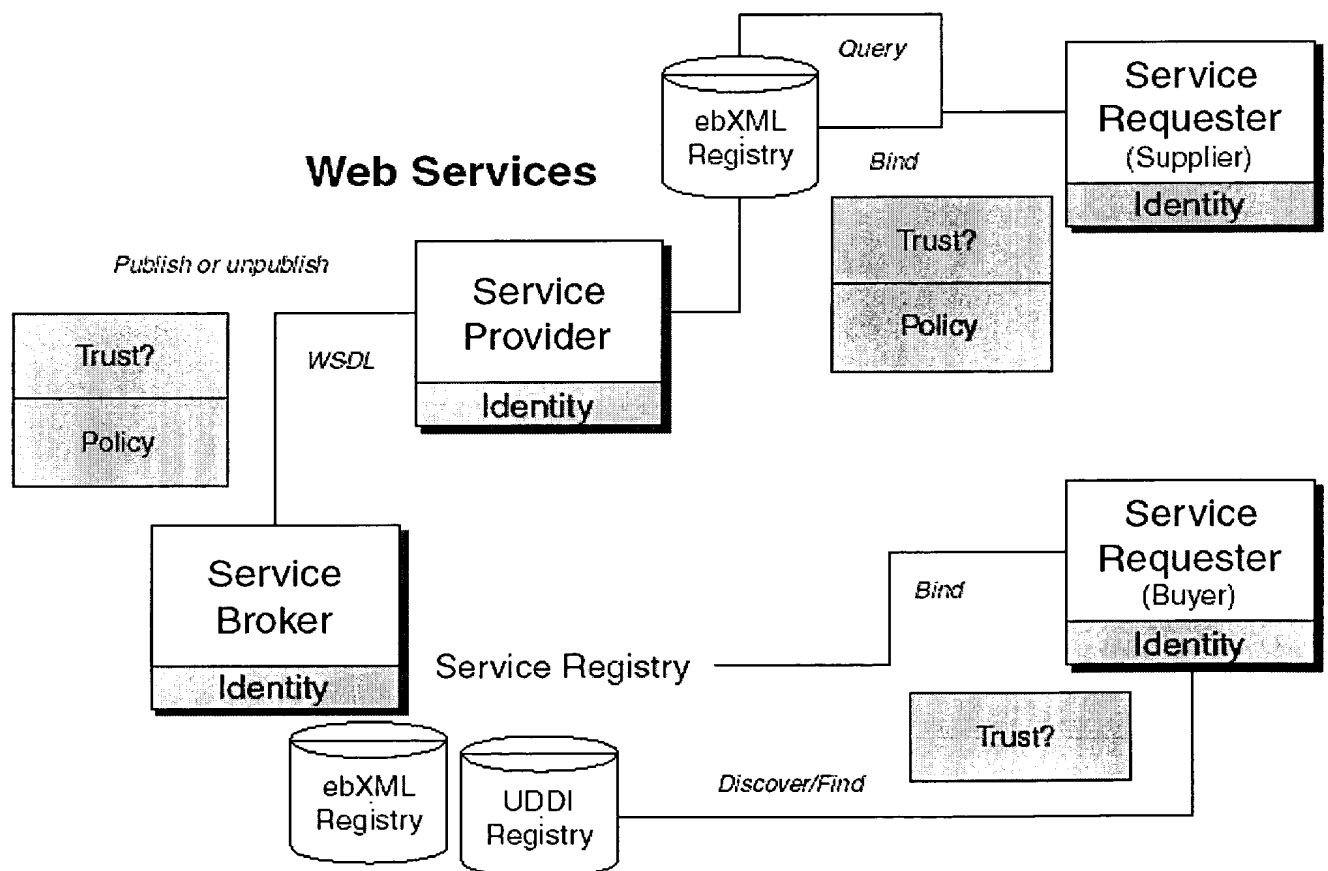 Query
Service
Requester
(Supplier)
Identity
ebXML
Registry
Bind
Web Services
Trust?
Policy
Publish or unpublish
Service
Provider
Identity
WSDL
Trust?
Policy
Service
Requester
(Buyer)
Identity
Service
Broker
Identity
Bind
Service Registry
Trust?
ebXML
Registry
UDDI
Registry
Discover/Find